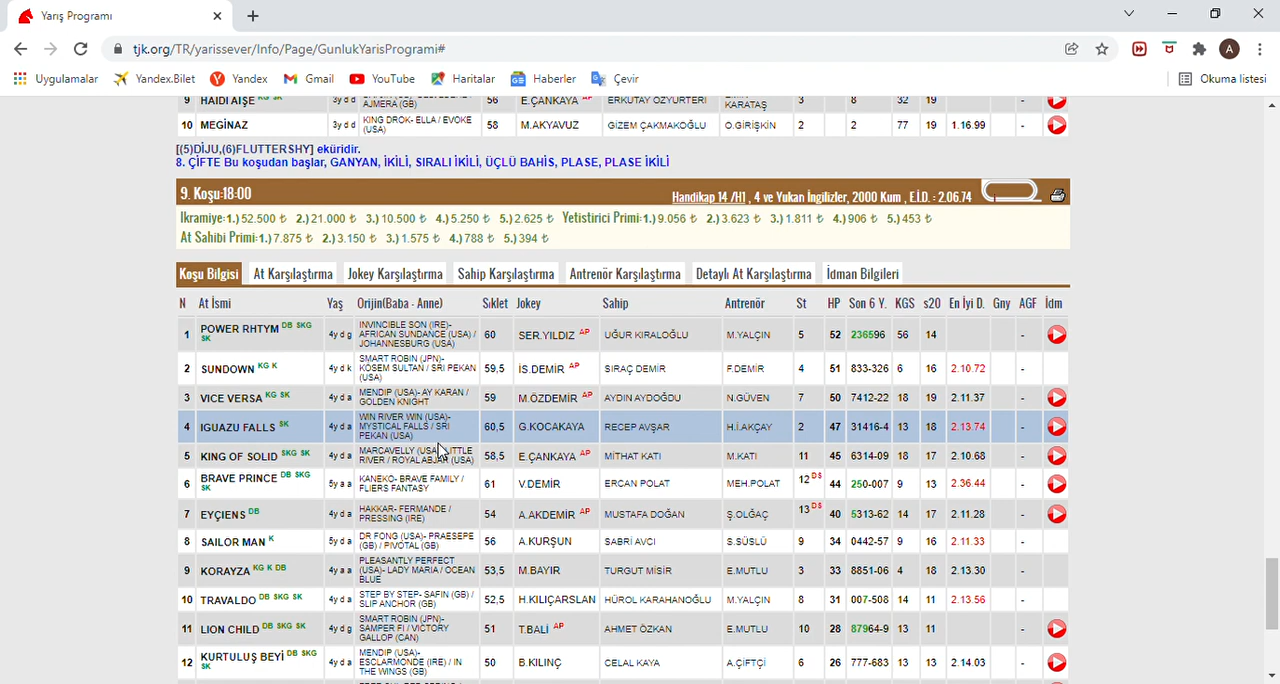 Yarış Programı
tjk.org/TR/yarissever/Info/Page/GunlukYarisProgrami#
A
Uygulamalar Yandex.Bilet Yandex Gmail YouTube Haritalar Haberler Çevir Okuma listesi
9 HAİDİ AIŞE KG SK 3y d d AJMERA (GB) 56 E.ÇANKAYA AP ERKUTAY ÖZYÜRTERİ KARATAŞ 3 8 32 19 -
10 MEGİNAZ 3y d d KING DROK- ELLA / EVOKE (USA) 58 M.AKYAVUZ GİZEM ÇAKMAKOĞLU O.GİRİŞKİN 2 2 77 19 1.16.99 -
[(5)DİJU,(6)FLUTTERSHY] eküridir.
8. ÇİFTE Bu koşudan başlar, GANYAN, İKİLİ, SIRALI İKİLİ, ÜÇLÜ BAHİS, PLASE, PLASE İKİLİ
9. Koşu:18:00 Handikap 14 /H1 , 4 ve Yukarı İngilizler, 2000 Kum , E.İ.D. : 2.06.74
İkramiye:1.) 52.500 ₺ 2.) 21.000 ₺ 3.) 10.500 ₺ 4.) 5.250 ₺ 5.) 2.625 ₺ Yetistirici Primi:1.) 9.056 ₺ 2.) 3.623 ₺ 3.) 1.811 ₺ 4.) 906 ₺ 5.) 453 ₺
At Sahibi Primi:1.) 7.875 ₺ 2.) 3.150 ₺ 3.) 1.575 ₺ 4.) 788 ₺ 5.) 394 ₺
Koşu Bilgisi At Karşılaştırma Jokey Karşılaştırma Sahip Karşılaştırma Antrenör Karşılaştırma Detaylı At Karşılaştırma İdman Bilgileri
N At İsmi Yaş Orijin(Baba - Anne) Sıklet Jokey Sahip Antrenör St HP Son 6 Y. KGS s20 En İyi D. Gny AGF İdm
1 POWER RHTYM DB SKG SK 4y d g INVINCIBLE SON (IRE)- AFRICAN SUNDANCE (USA) / JOHANNESBURG (USA) 60 SER.YILDIZ AP UĞUR KIRALOĞLU M.YALÇIN 5 52 236596 56 14 -
2 SUNDOWN KG K 4y d k SMART ROBIN (JPN)- KÖSEM SULTAN / SRI PEKAN (USA) 59,5 İS.DEMİR AP SIRAÇ DEMİR F.DEMİR 4 51 833-326 6 16 2.10.72 -
3 VICE VERSA KG SK 4y d a MENDIP (USA)- AY KARAN / GOLDEN KNIGHT 59 M.ÖZDEMİR AP AYDIN AYDOĞDU N.GÜVEN 7 50 7412-22 18 19 2.11.37 -
4 IGUAZU FALLS SK 4y d a WIN RIVER WIN (USA)- MYSTICAL FALLS / SRI PEKAN (USA) 60,5 G.KOCAKAYA RECEP AVŞAR H.İ.AKÇAY 2 47 31416-4 13 18 2.13.74 -
5 KING OF SOLID SKG SK 4y d a MARCAVELLY (USA)- LITTLE RIVER / ROYAL ABJAR (USA) 58,5 E.ÇANKAYA AP MİTHAT KATI M.KATI 11 45 6314-09 18 17 2.10.68 -
6 BRAVE PRINCE DB SKG SK 5y a a KANEKO- BRAVE FAMILY / FLIERS FANTASY 61 V.DEMİR ERCAN POLAT MEH.POLAT 12 DS 44 250-007 9 13 2.36.44 -
7 EYÇİENS DB 4y d a HAKKAR- FERMANDE / PRESSING (IRE) 54 A.AKDEMİR AP MUSTAFA DOĞAN Ş.OLĞAÇ 13 DS 40 5313-62 14 17 2.11.28 -
8 SAILOR MAN K 5y d a DR FONG (USA)- PRAESEPE (GB) / PIVOTAL (GB) 56 A.KURŞUN SABRİ AVCI S.SÜSLÜ 9 34 0442-57 9 16 2.11.33 -
9 KORAYZA KG K DB 4y a a PLEASANTLY PERFECT (USA)- LADY MARIA / OCEAN BLUE 53,5 M.BAYIR TURGUT MİSİR E.MUTLU 3 33 8851-06 4 18 2.13.30 -
10 TRAVALDO DB SKG SK 4y a a STEP BY STEP- SAFIN (GB) / SLIP ANCHOR (GB) 52,5 H.KILIÇARSLAN HÜROL KARAHANOĞLU M.YALÇIN 8 31 007-508 14 11 2.13.56 -
11 LION CHILD DB SKG SK 4y d g SMART ROBIN (JPN)- SAMPER FI / VICTORY GALLOP (CAN) 51 T.BALİ AP AHMET ÖZKAN E.MUTLU 10 28 87964-9 13 11 -
12 KURTULUŞ BEYİ DB SKG SK 4y d a MENDIP (USA)- ESCLARMONDE (IRE) / IN THE WINGS (GB) 50 B.KILINÇ CELAL KAYA A.ÇİFTÇİ 6 26 777-683 13 13 2.14.03 -